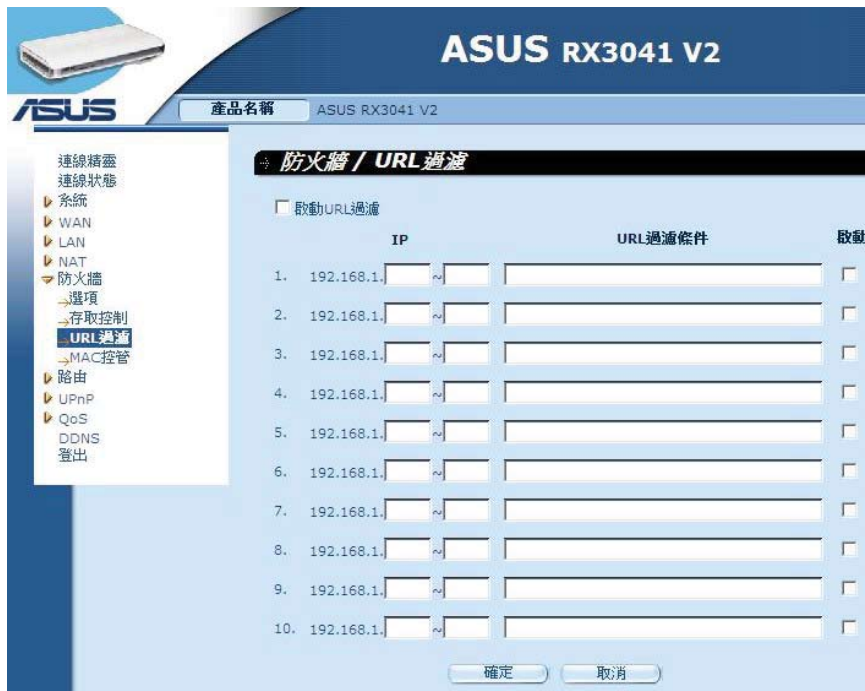 ASUS RX3041 V2
ASUS
產品名稱 ASUS RX3041 V2
連線精靈
連線狀態
系統
WAN
LAN
NAT
防火牆
選項
存取控制
URL過濾
MAC控管
路由
UPnP
QoS
DDNS
登出
防火牆 / URL過濾
啟動URL過濾
IP URL過濾條件 啟動
1. 192.168.1. ~
2. 192.168.1. ~
3. 192.168.1. ~
4. 192.168.1. ~
5. 192.168.1. ~
6. 192.168.1. ~
7. 192.168.1. ~
8. 192.168.1. ~
9. 192.168.1. ~
10. 192.168.1. ~
確定 取消